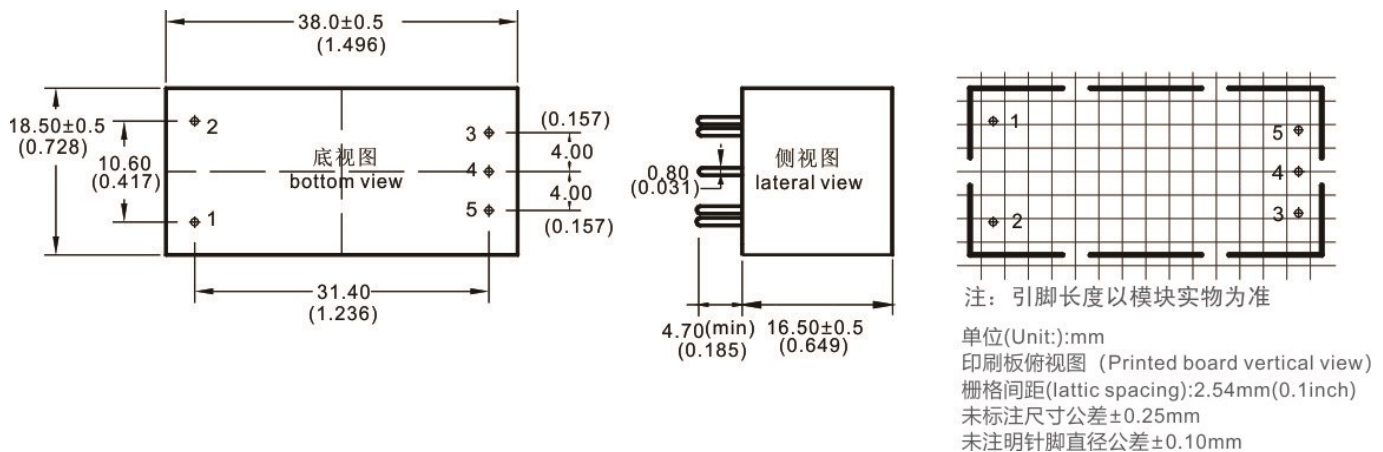 38.0±0.5
(1.496)
18.50±0.5
(0.728)
10.60
(0.417)
2
1
底视图
bottom view
3
4
5
(0.157)
4.00
4.00
(0.157)
31.40
(1.236)
0.80
(0.031)
侧视图
lateral view
4.70(min)
(0.185)
16.50±0.5
(0.649)
1
2
5
4
3
注：引脚长度以模块实物为准
单位(Unit:):mm
印刷板俯视图 (Printed board vertical view)
栅格间距(lattic spacing):2.54mm(0.1inch)
未标注尺寸公差±0.25mm
未注明针脚直径公差±0.10mm